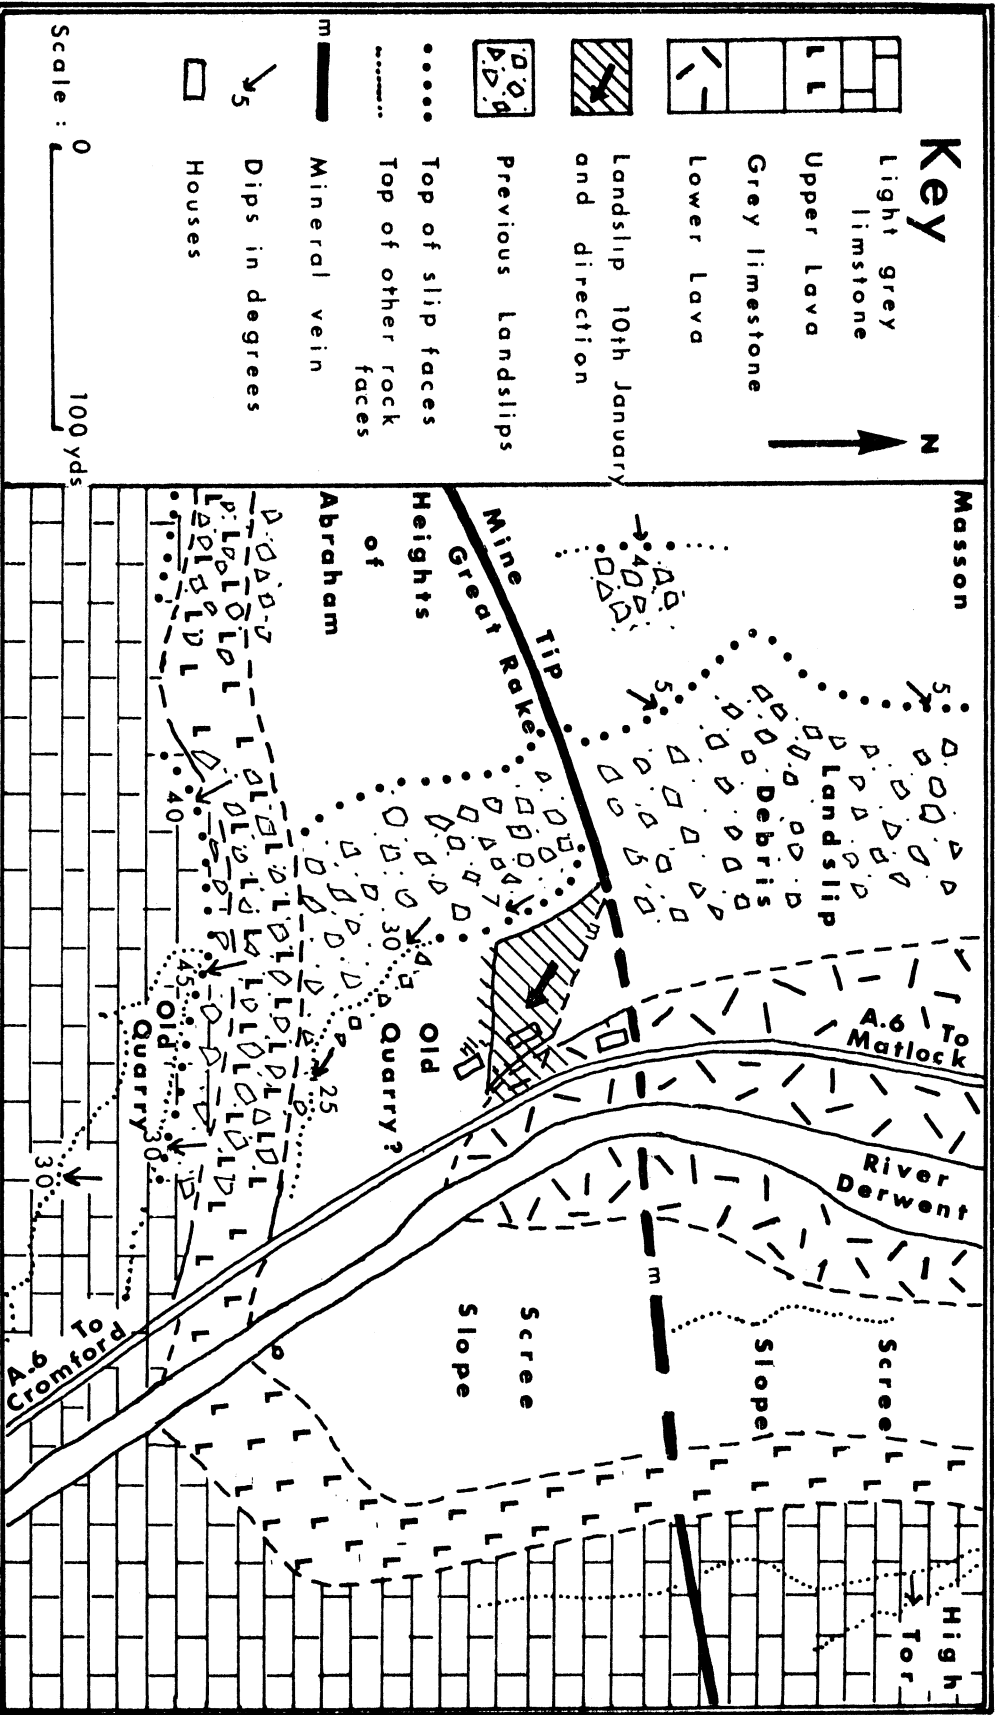 Key
N
Light grey
limstone
Upper Lava
Grey limestone
Lower Lava
Landslip 10th January
and direction
Previous Landslips
Top of slip faces
Top of other rock
faces
m Mineral vein
5 Dips in degrees
Houses
Scale : 0 100 yds
Masson
4
5
5
Landslip
Debris
A.6 To
Matlock
River
Derwent
Scree
Slope
High
Tor
Mine Tip
Great Rake
m
m
Heights
of
Abraham
7
30
Old
Quarry ?
25
Scree
Slope
40
45
Old
Quarry
30
30
A.6 To
Cromford